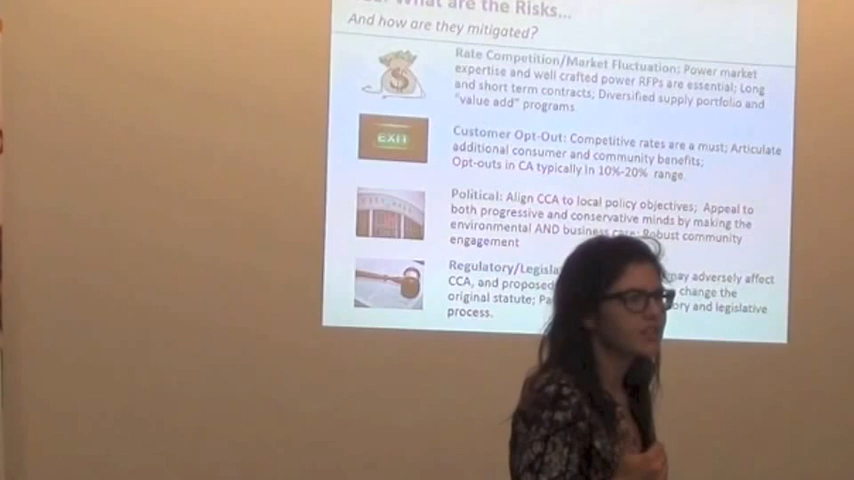 What are the Risks...
And how are they mitigated?
Rate Competition/Market Fluctuation: Power market
expertise and well crafted power RFPs are essential; Long
and short term contracts; Diversified supply portfolio and
"value add" programs.
EXIT
Customer Opt-Out: Competitive rates are a must; Articulate
additional consumer and community benefits;
Opt-outs in CA typically in 10%-20% range
CITY HALL
Political: Align CCA to local policy objectives; Appeal to
both progressive and conservative minds by making the
environmental AND business case; Robust community
engagement
Regulatory/Legisla may adversely affect
CCA, and proposed change the
original statute; Pa ory and legislative
process.